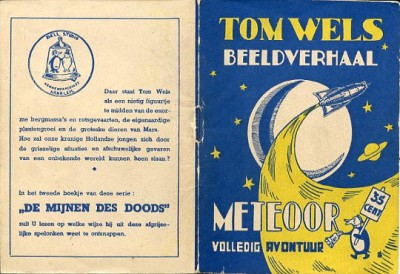 BELL STUDIO
HAARLEM
Daar staat Tom Wels
als een nietig figuurtje
te midden van de enor-
me bergmassa's en rotsgevaarten, de eigenaardige
plantengroei en de groteske dieren van Mars.
Hoe zal onze kranige Hollandse jongen zich door
de griezelige situaties en afschuwelijke gevaren
van een onbekende wereld kunnen heen slaan?
In het tweede boekje van deze serie:
„DE MIJNEN DES DOODS"
zult U lezen op welke wijze hij uit deze afgrijse-
lijke spelonken weet te ontsnappen.
TOM WELS
BEELDVERHAAL
35
CENT
METEOOR
VOLLEDIG AVONTUUR